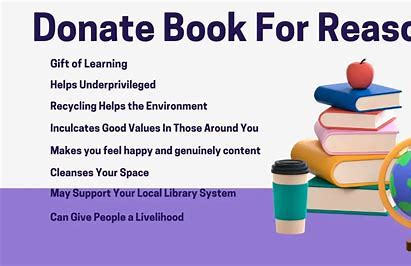 Donate Book For Reaso
Gift of Learning
Helps Underprivileged
Recycling Helps the Environment
Inculcates Good Values In Those Around You
Makes you feel happy and genuinely content
Cleanses Your Space
May Support Your Local Library System
Can Give People a Livelihood